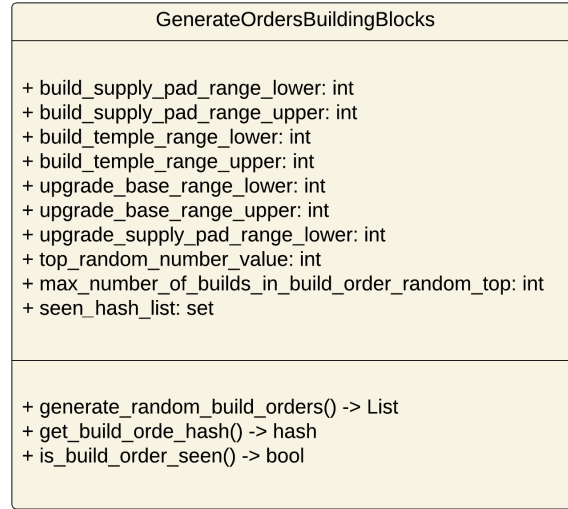 GenerateOrdersBuildingBlocks
+ build_supply_pad_range_lower: int
+ build_supply_pad_range_upper: int
+ build_temple_range_lower: int
+ build_temple_range_upper: int
+ upgrade_base_range_lower: int
+ upgrade_base_range_upper: int
+ upgrade_supply_pad_range_lower: int
+ top_random_number_value: int
+ max_number_of_builds_in_build_order_random_top: int
+ seen_hash_list: set
+ generate_random_build_orders() -> List
+ get_build_orde_hash() -> hash
+ is_build_order_seen() -> bool